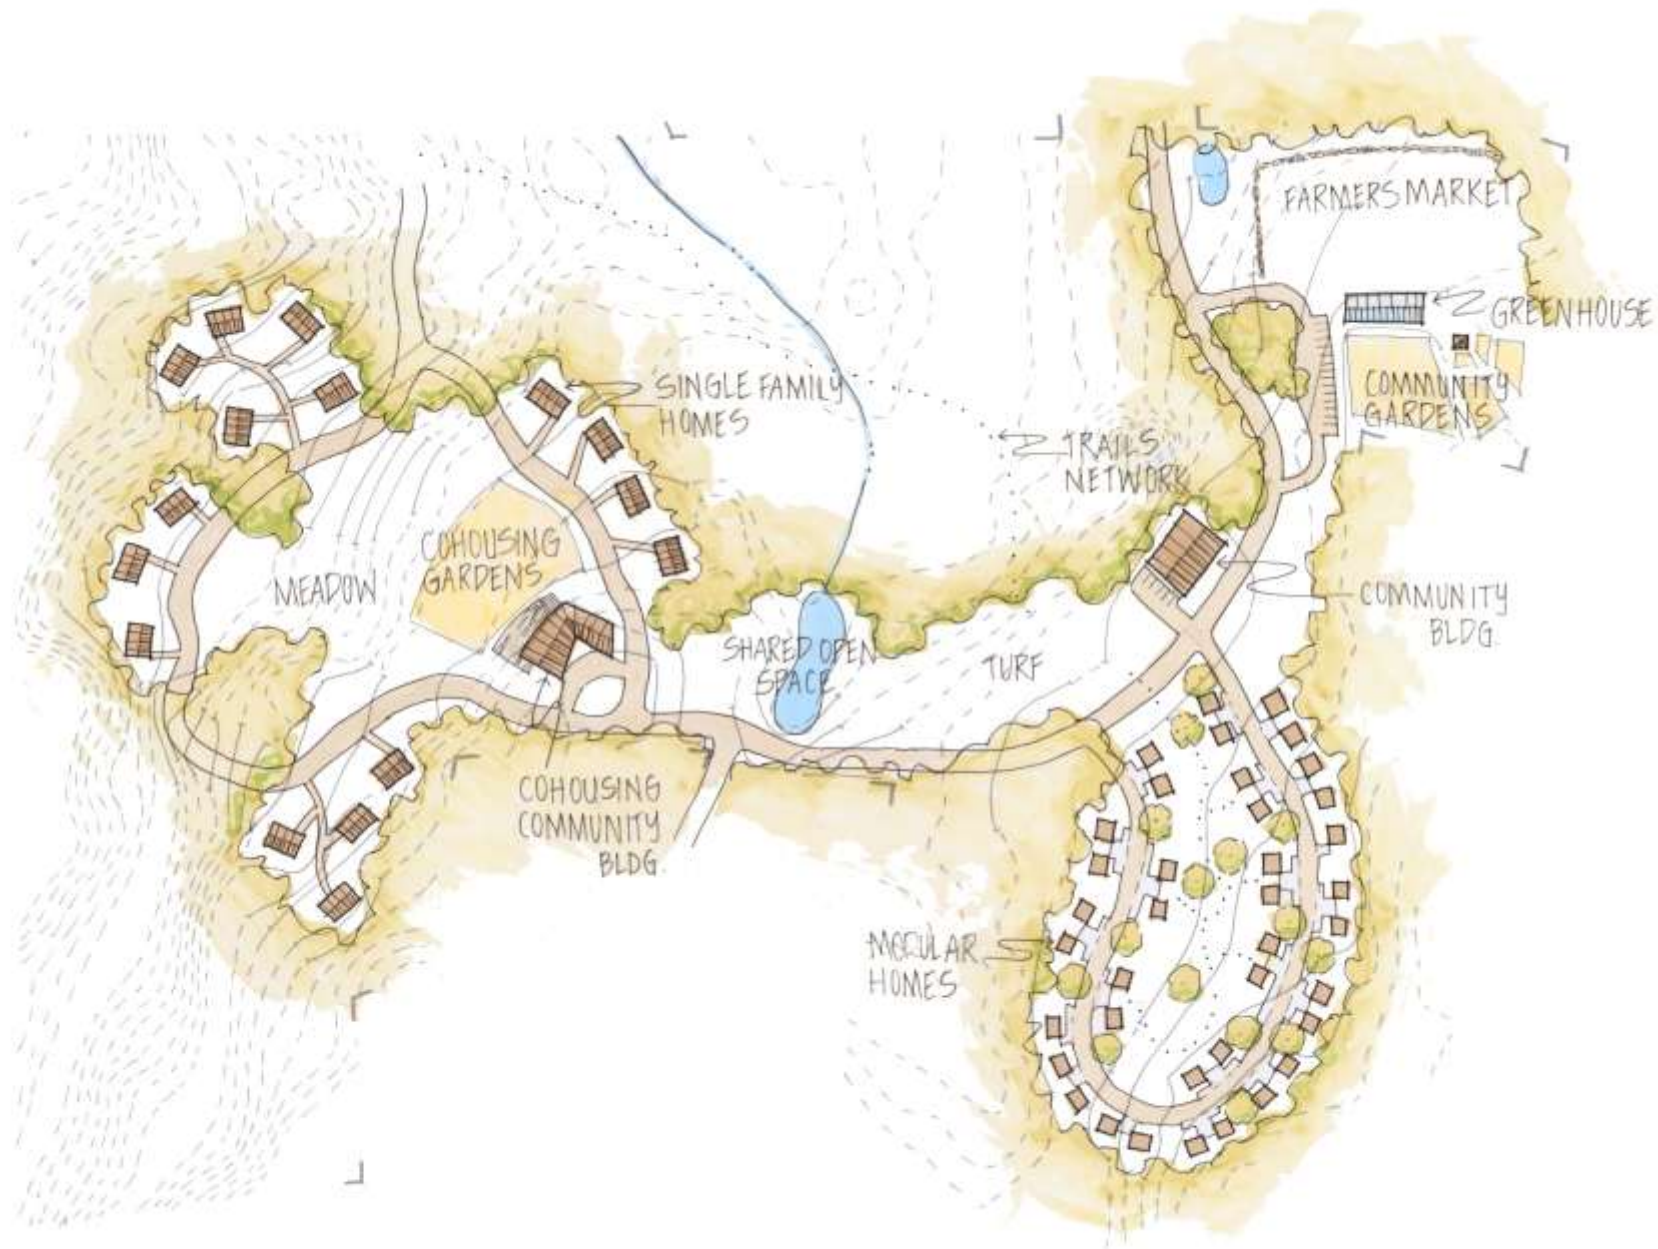 FARMERS MARKET
GREENHOUSE
COMMUNITY
GARDENS
SINGLE FAMILY
HOMES
TRAILS
NETWORK
COHOUSING
GARDENS
MEADOW
COMMUNITY
BLDG.
SHARED OPEN
SPACE
TURF
COHOUSING
COMMUNITY
BLDG.
MODULAR
HOMES